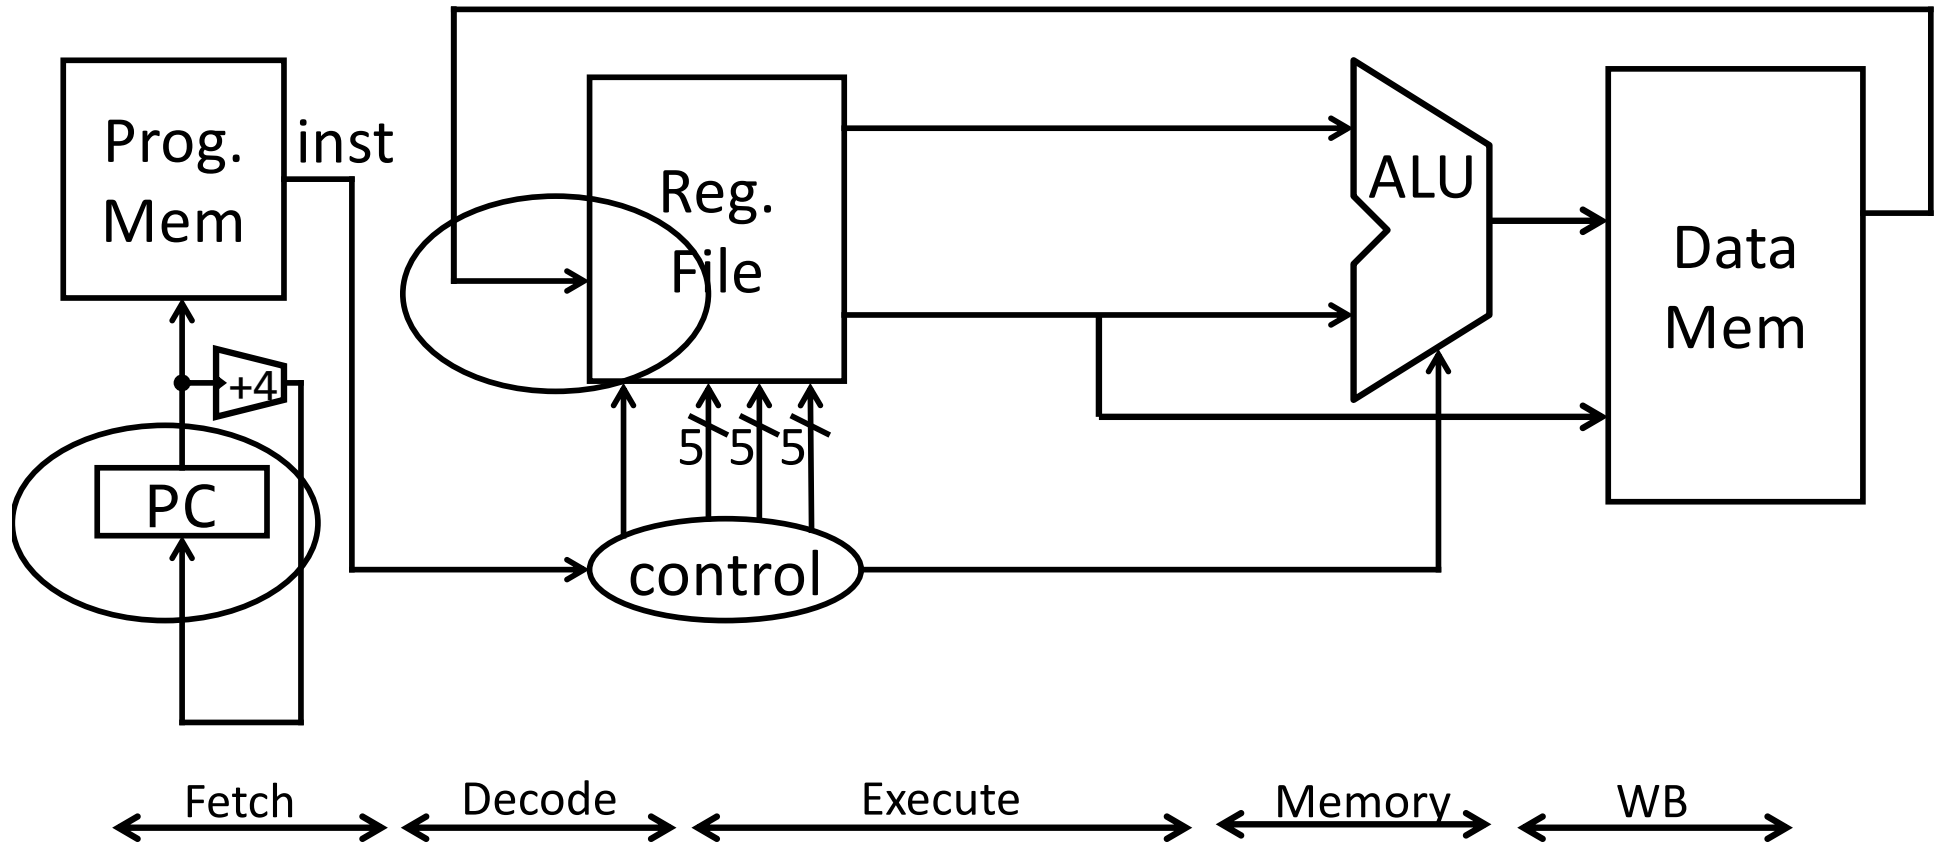 Prog.
Mem
inst
+4
PC
Reg.
File
5 5 5
control
ALU
Data
Mem
Fetch
Decode
Execute
Memory
WB